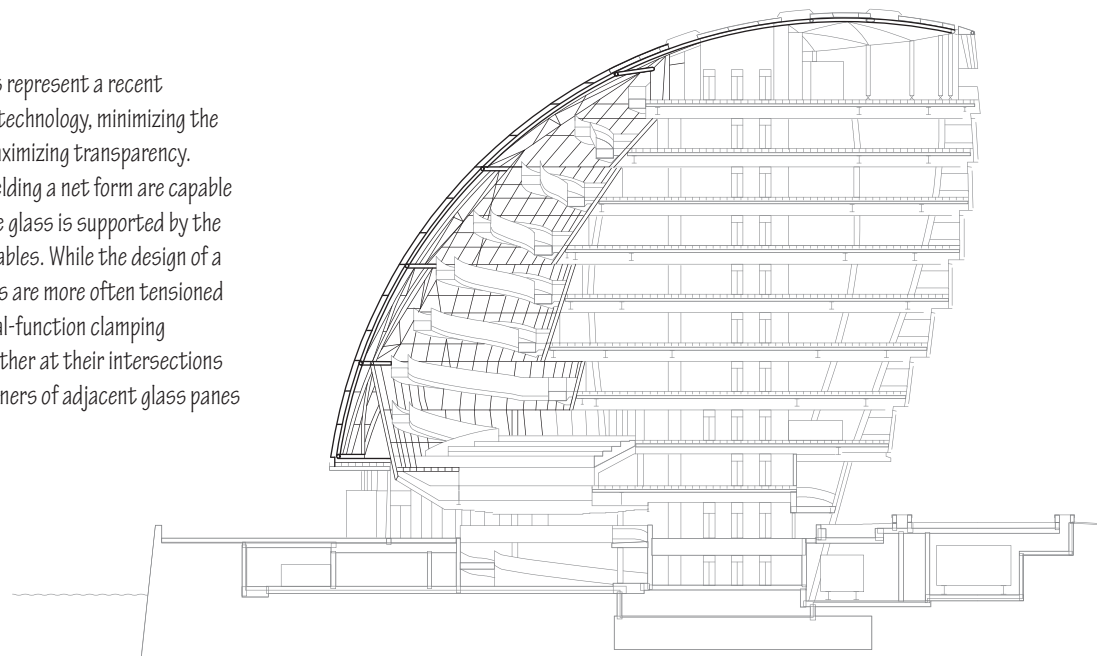 s represent a recent
technology, minimizing the
ximizing transparency.
elding a net form are capable
e glass is supported by the
ables. While the design of a
s are more often tensioned
al-function clamping
ther at their intersections
ners of adjacent glass panes